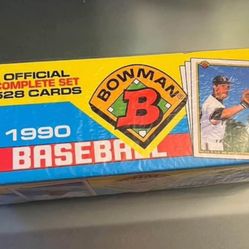 OFFICIAL
COMPLETE SET
528 CARDS
BOWMAN
B
1990
BASEBALL